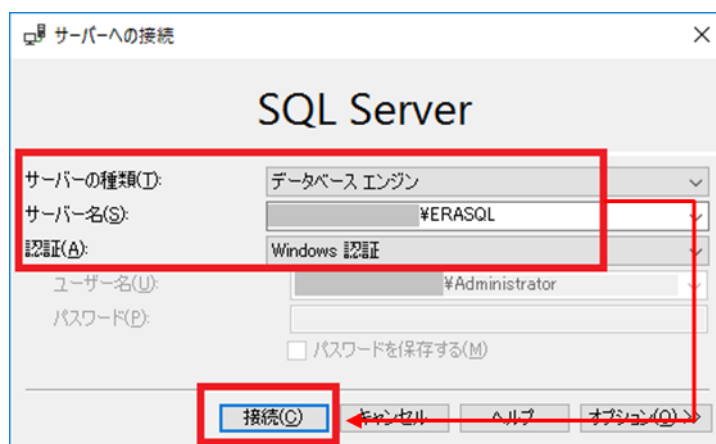 サーバーへの接続
SQL Server
サーバーの種類(T): データベース エンジン
サーバー名(S): ¥ERASQL
認証(A): Windows 認証
ユーザー名(U): ¥Administrator
パスワード(P):
パスワードを保存する(M)
接続(C) キャンセル ヘルプ オプション(O) >>